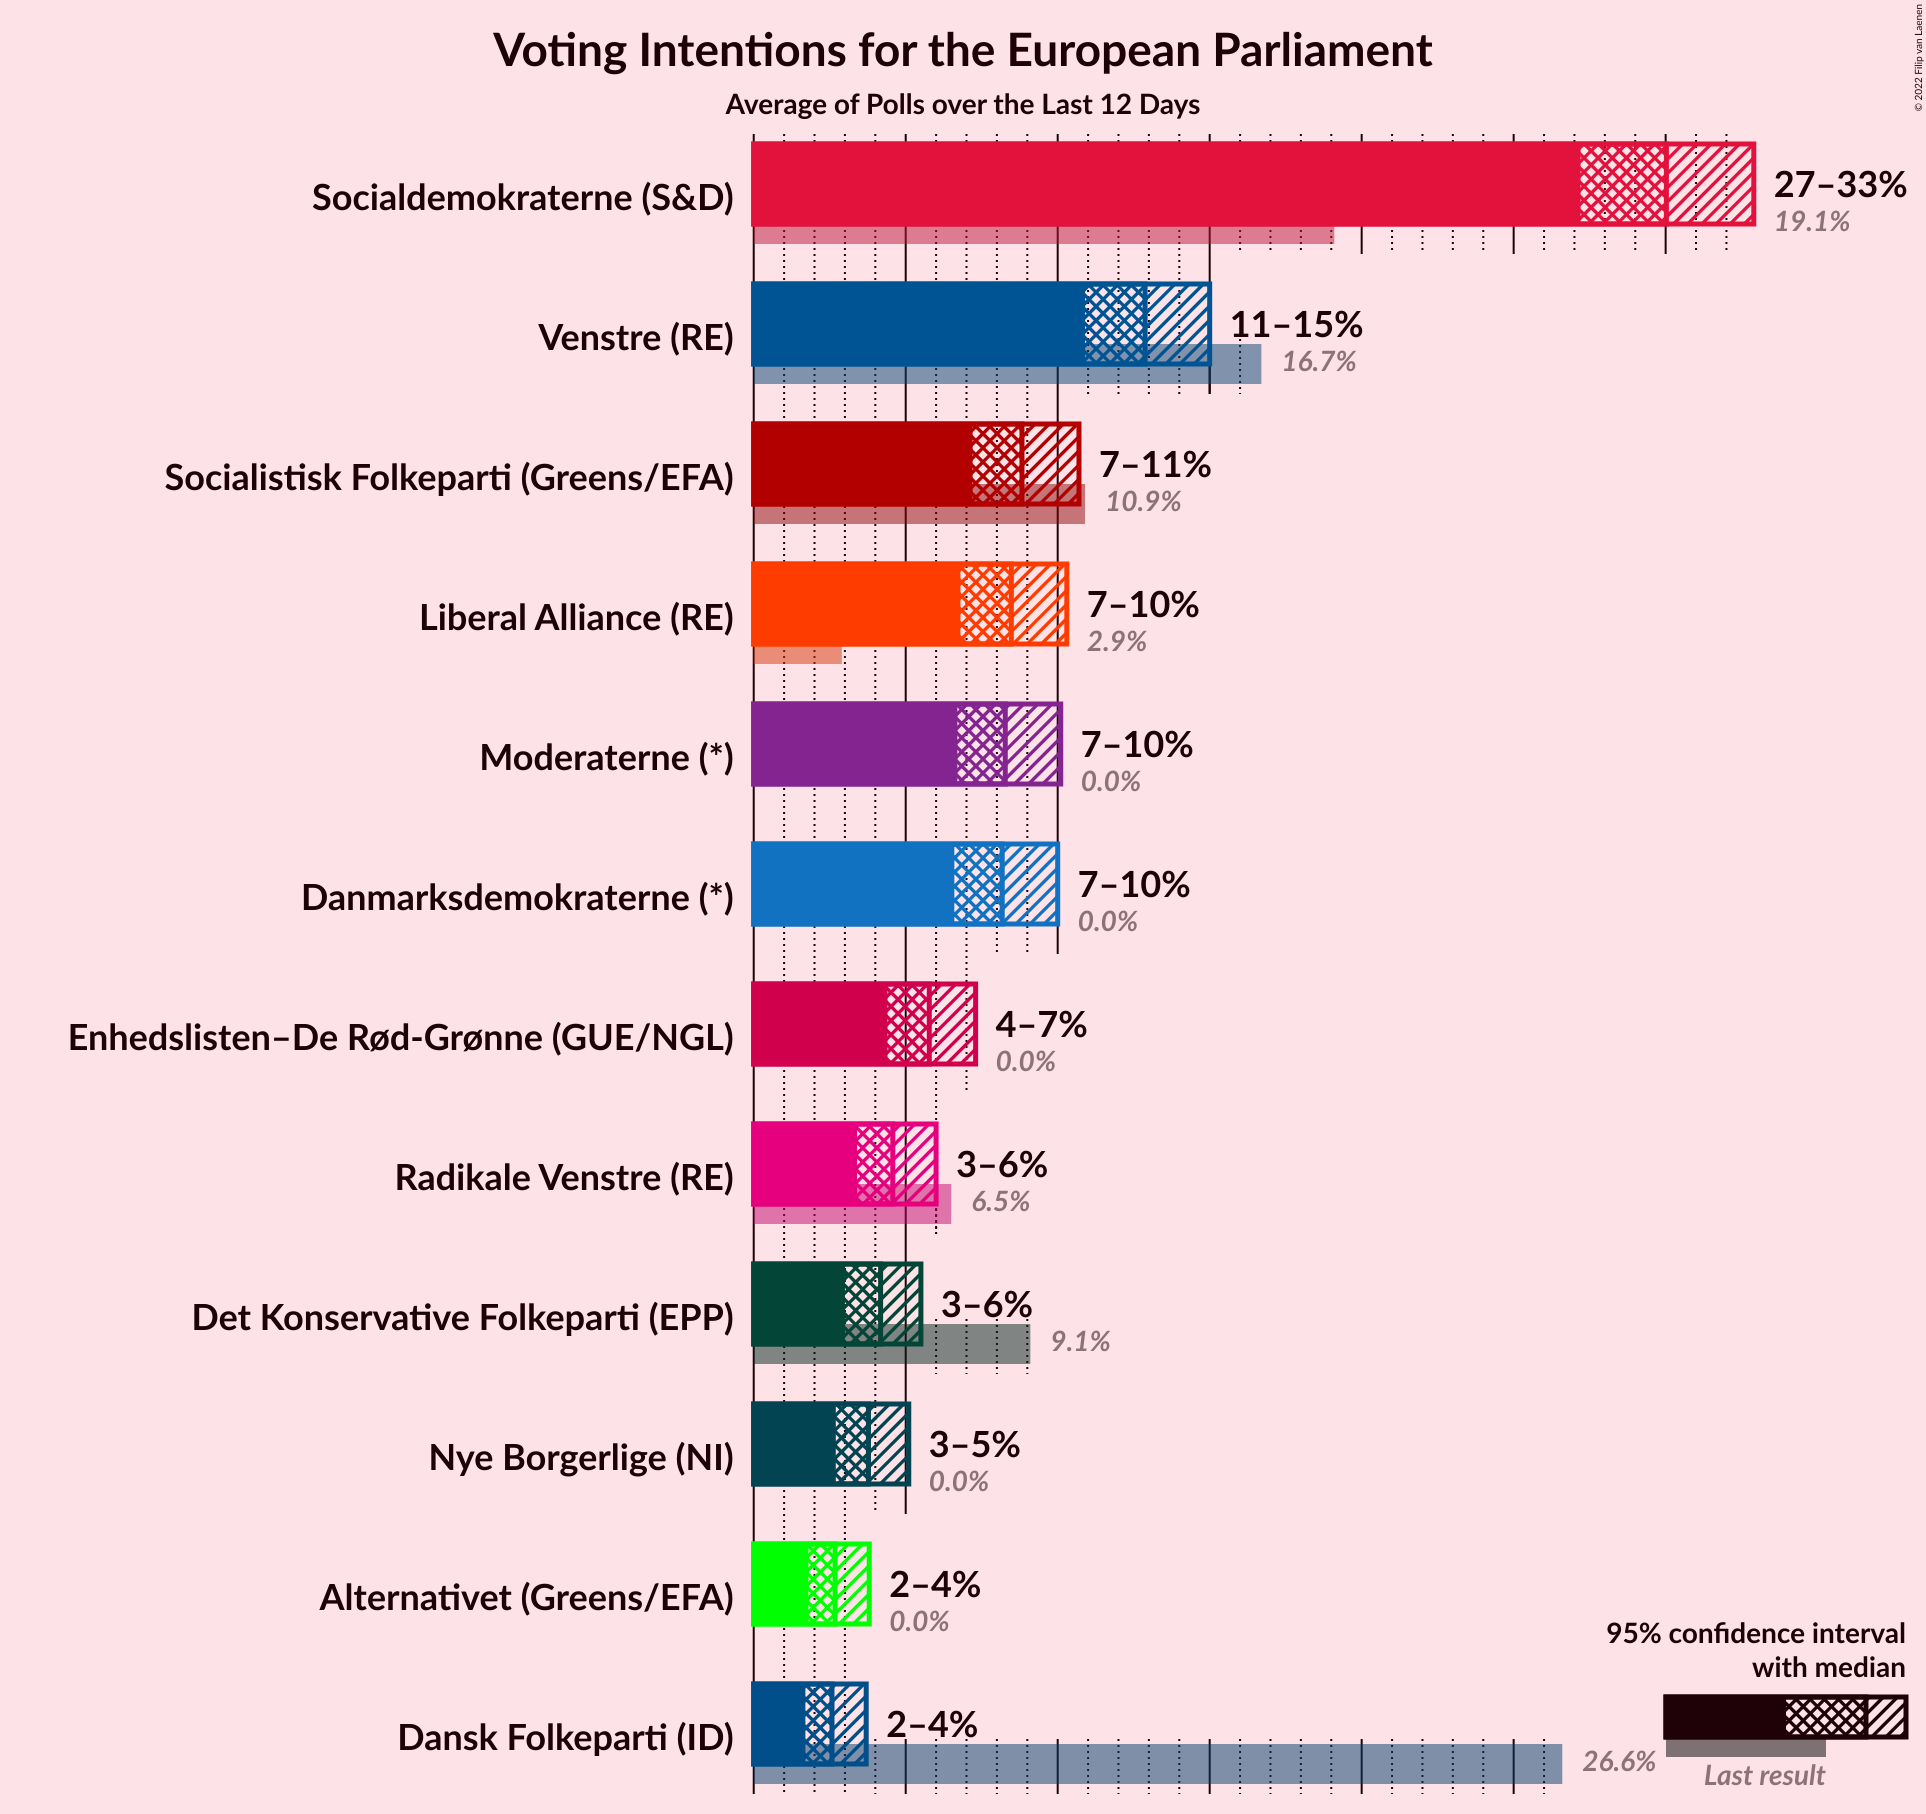 Voting Intentions for the European Parliament
Average of Polls over the Last 12 Days
© 2022 Filip van Laenen
Socialdemokraterne (S&D)
27–33%
19.1%
Venstre (RE)
11–15%
16.7%
Socialistisk Folkeparti (Greens/EFA)
7–11%
10.9%
Liberal Alliance (RE)
7–10%
2.9%
Moderaterne (*)
7–10%
0.0%
Danmarksdemokraterne (*)
7–10%
0.0%
Enhedslisten–De Rød-Grønne (GUE/NGL)
4–7%
0.0%
Radikale Venstre (RE)
3–6%
6.5%
Det Konservative Folkeparti (EPP)
3–6%
9.1%
Nye Borgerlige (NI)
3–5%
0.0%
Alternativet (Greens/EFA)
2–4%
0.0%
Dansk Folkeparti (ID)
2–4%
26.6%
95% confidence interval
with median
Last result